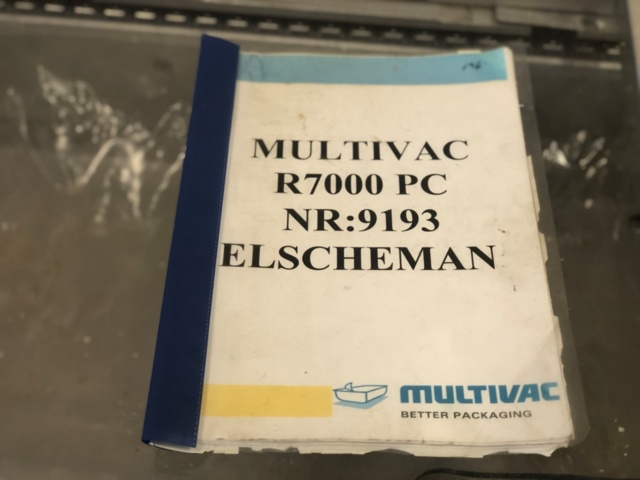 MULTIVAC
R7000 PC
NR:9193
ELSCHEMAN
MULTIVAC
BETTER PACKAGING